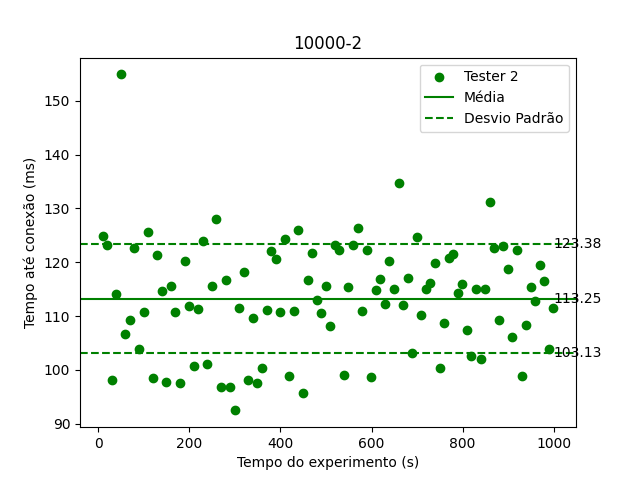 10000-2
Tester 2
Média
Desvio Padrão
Tempo até conexão (ms)
150
140
130
120
110
100
90
123.38
113.25
103.13
0 200 400 600 800 1000
Tempo do experimento (s)